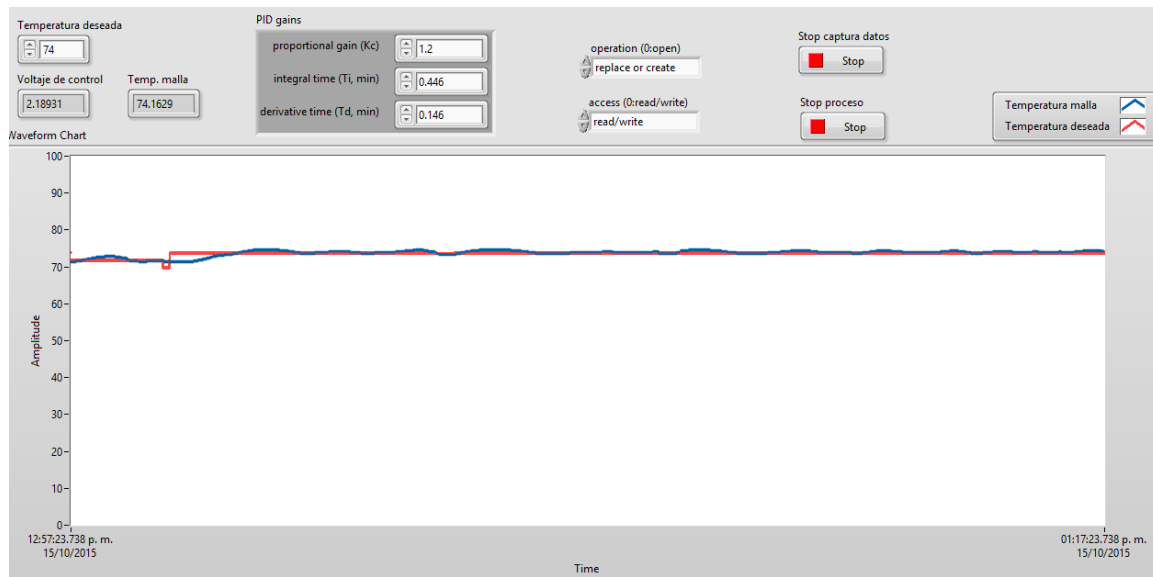 Temperatura deseada
74
Voltaje de control
2.18931
Temp. malla
74.1629
PID gains
proportional gain (Kc)
1.2
integral time (Ti, min)
0.446
derivative time (Td, min)
0.146
operation (0:open)
replace or create
access (0:read/write)
read/write
Stop captura datos
Stop
Stop proceso
Stop
Temperatura malla
Temperatura deseada
Waveform Chart
Amplitude
100
90
80
70
60
50
40
30
20
10
0
12:57:23.738 p. m.
15/10/2015
01:17:23.738 p. m.
15/10/2015
Time